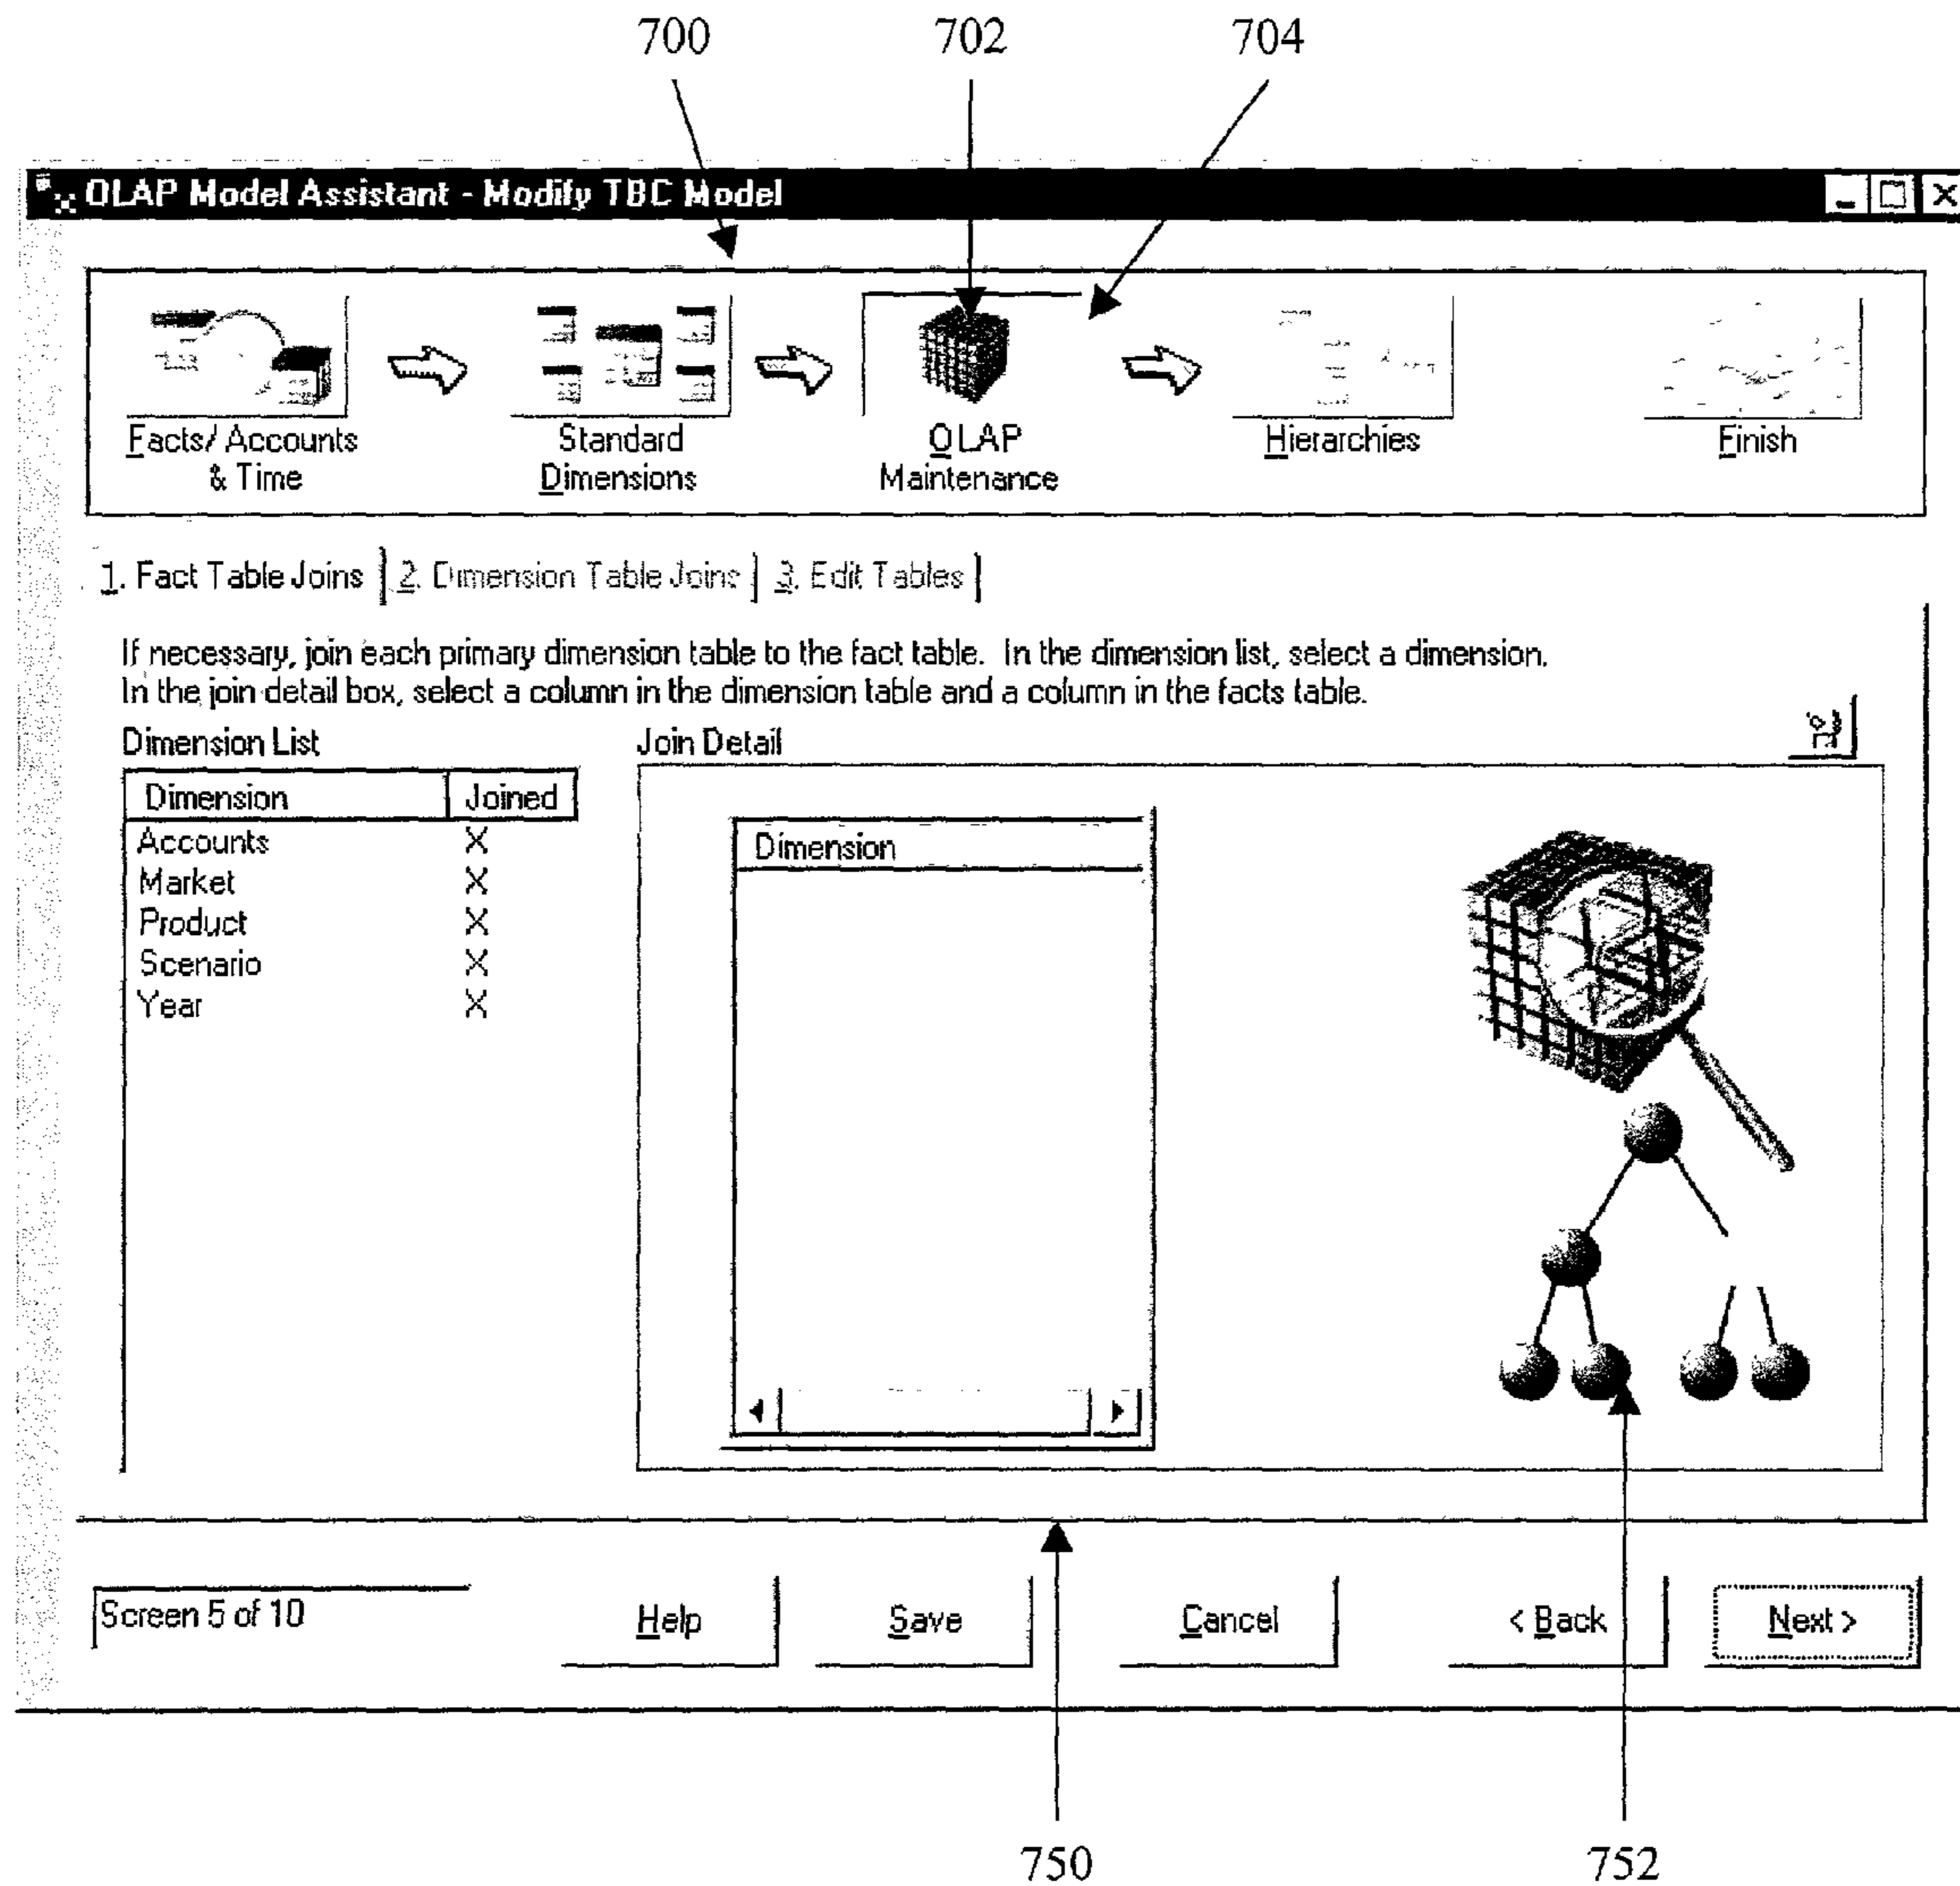 700 702 704
OLAP Model Assistant - Modify TBC Model
Facts/ Accounts & Time
Standard Dimensions
OLAP Maintenance
Hierarchies
Finish
1. Fact Table Joins 2. Dimension Table Joins 3. Edit Tables
If necessary, join each primary dimension table to the fact table. In the dimension list, select a dimension.
In the join detail box, select a column in the dimension table and a column in the facts table.
Dimension List Join Detail
Dimension Joined
Accounts X
Market X
Product X
Scenario X
Year X
Dimension
Screen 5 of 10 Help Save Cancel < Back Next >
750 752